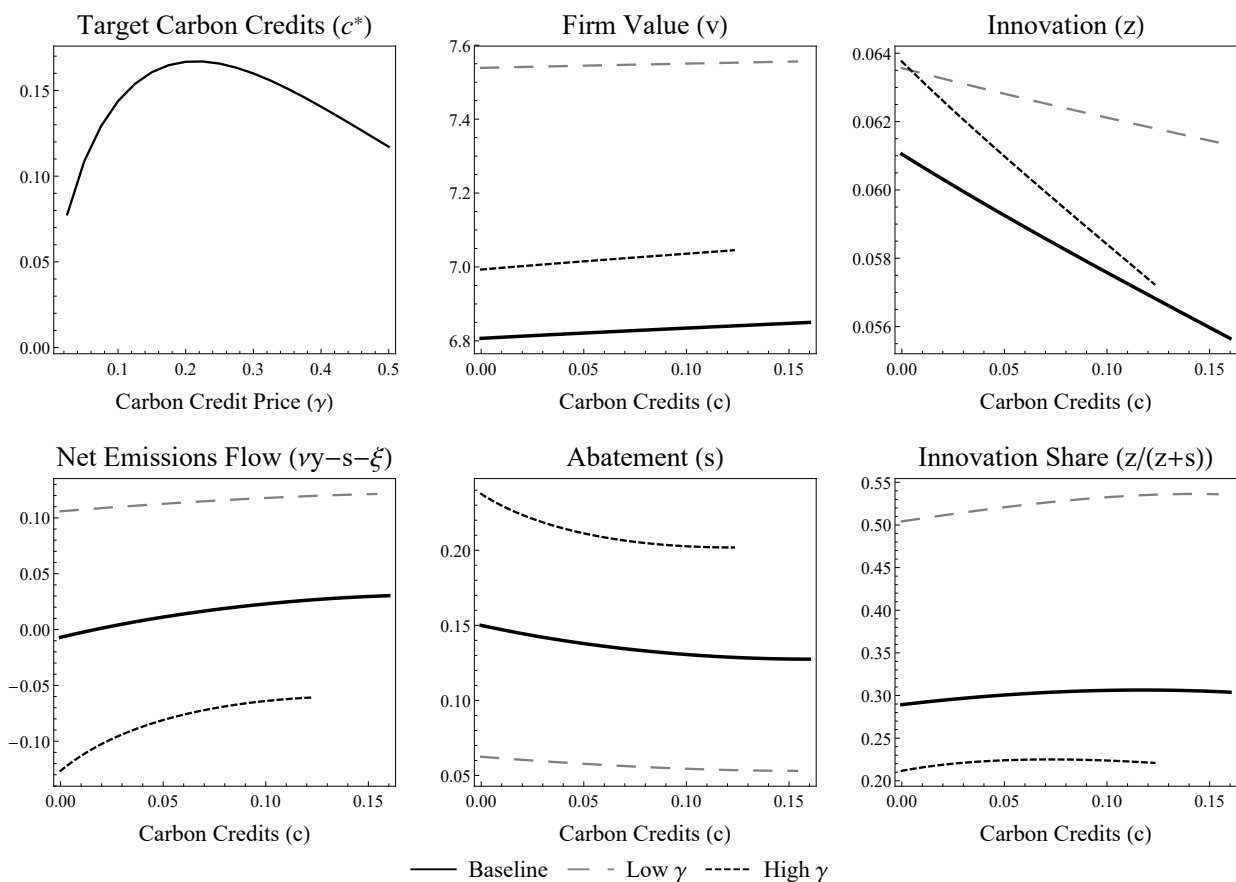 Target Carbon Credits (c*)
0.15
0.10
0.05
0.00
0.1 0.2 0.3 0.4 0.5
Carbon Credit Price (γ)
Firm Value (v)
7.6
7.4
7.2
7.0
6.8
0.00 0.05 0.10 0.15
Carbon Credits (c)
Innovation (z)
0.064
0.062
0.060
0.058
0.056
0.00 0.05 0.10 0.15
Carbon Credits (c)
Net Emissions Flow (νy−s−ξ)
0.10
0.05
0.00
−0.05
−0.10
0.00 0.05 0.10 0.15
Carbon Credits (c)
Abatement (s)
0.20
0.15
0.10
0.05
0.00 0.05 0.10 0.15
Carbon Credits (c)
Innovation Share (z/(z+s))
0.55
0.50
0.45
0.40
0.35
0.30
0.25
0.20
0.00 0.05 0.10 0.15
Carbon Credits (c)
Baseline Low γ High γ